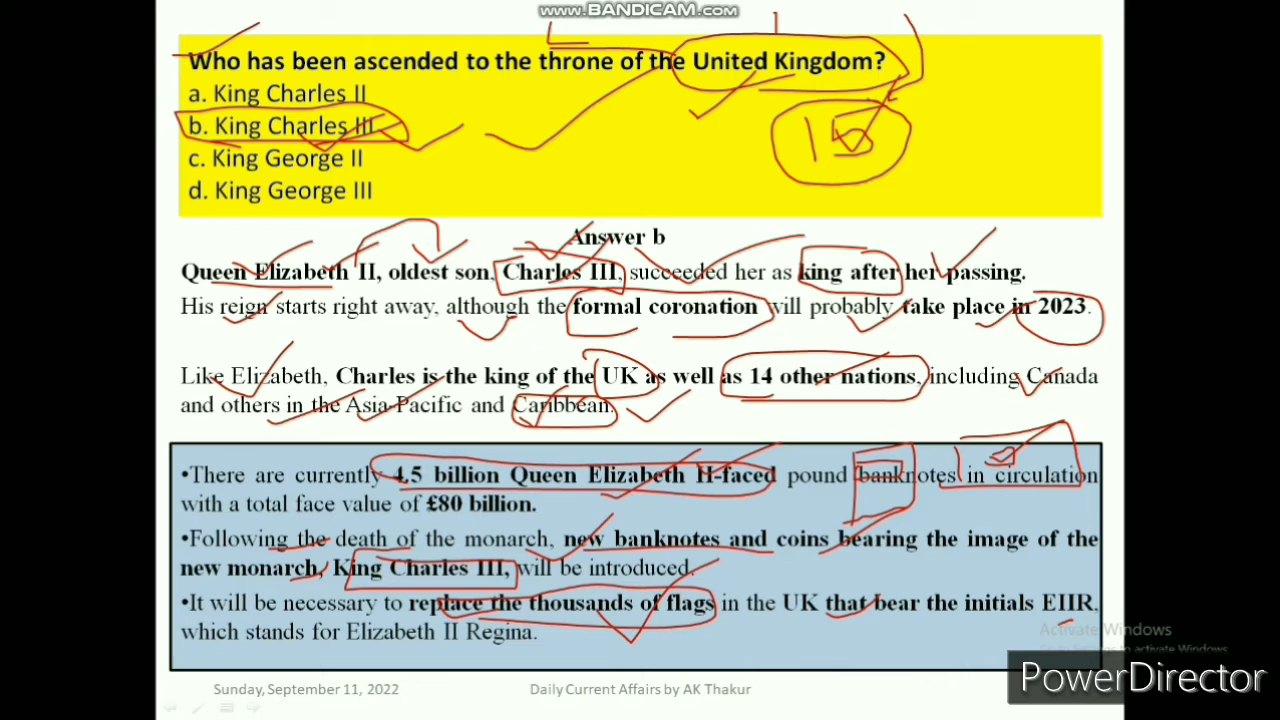 www.BANDICAM.com
Who has been ascended to the throne of the United Kingdom?
a. King Charles II
b. King Charles III
c. King George II
d. King George III
15
Answer b
Queen Elizabeth II, oldest son, Charles III, succeeded her as king after her passing.
His reign starts right away, although the formal coronation will probably take place in 2023.
Like Elizabeth, Charles is the king of the UK as well as 14 other nations, including Canada
and others in the Asia-Pacific and Caribbean.
•There are currently 4.5 billion Queen Elizabeth II-faced pound banknotes in circulation
with a total face value of £80 billion.
•Following the death of the monarch, new banknotes and coins bearing the image of the
new monarch, King Charles III, will be introduced.
•It will be necessary to replace the thousands of flags in the UK that bear the initials EIIR,
which stands for Elizabeth II Regina.
Activate Windows
to activate Windows
Sunday, September 11, 2022
Daily Current Affairs by AK Thakur
PowerDirector